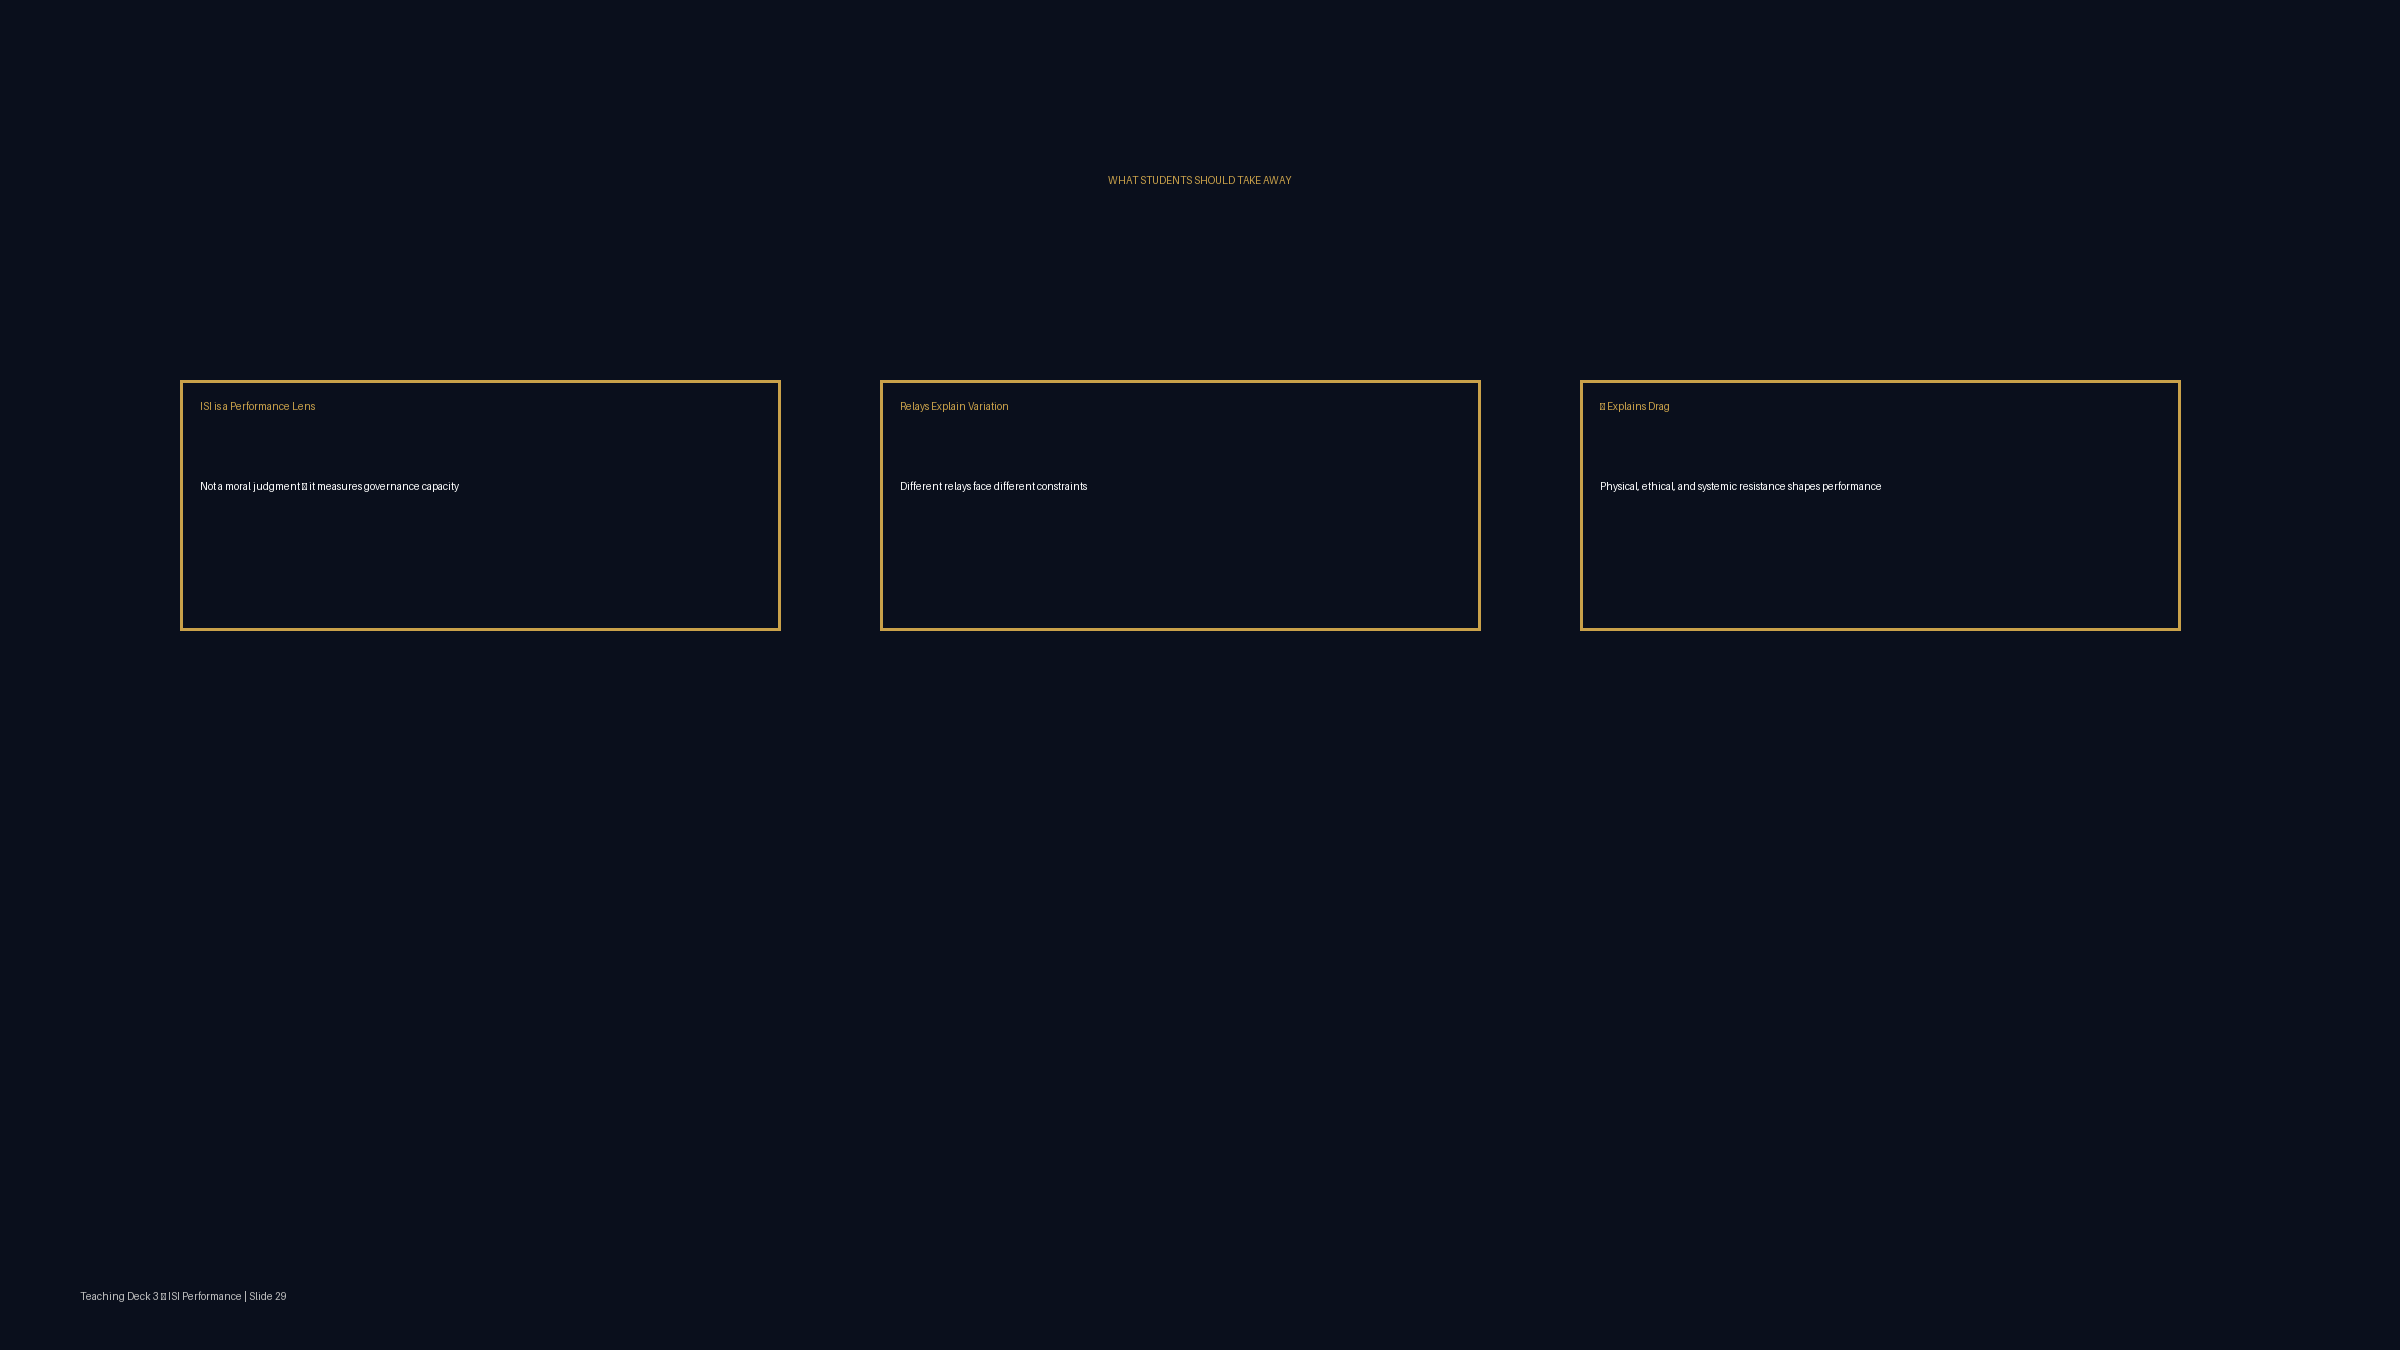 WHAT STUDENTS SHOULD TAKE AWAY
ISI is a Performance Lens
Not a moral judgment ▯ it measures governance capacity
Relays Explain Variation
Different relays face different constraints
▯ Explains Drag
Physical, ethical, and systemic resistance shapes performance
Teaching Deck 3 ▯ ISI Performance | Slide 29